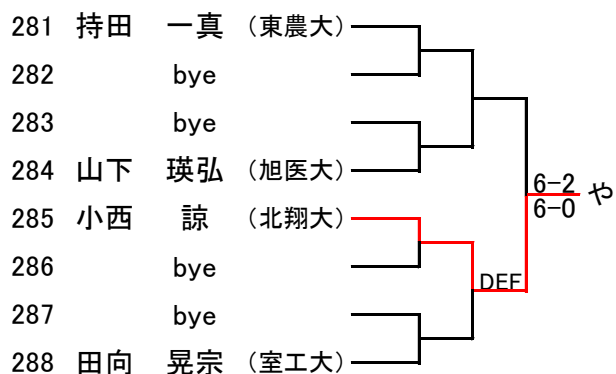 281 持田 一真 (東農大)
282 bye
283 bye
284 山下 瑛弘 (旭医大)
6-2
6-0
や
285 小西 諒 (北翔大)
286 bye
DEF
287 bye
288 田向 晃宗 (室工大)